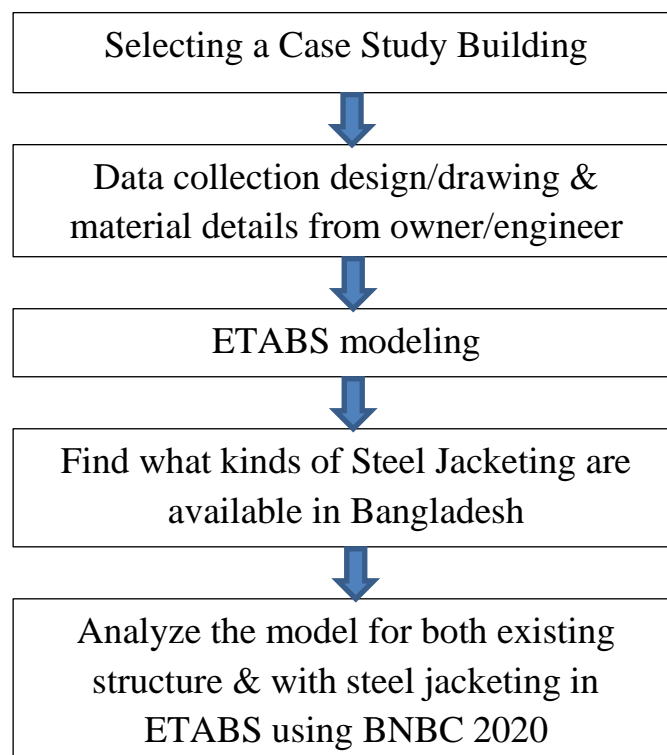 Selecting a Case Study Building
Data collection design/drawing &
material details from owner/engineer
ETABS modeling
Find what kinds of Steel Jacketing are
available in Bangladesh
Analyze the model for both existing
structure & with steel jacketing in
ETABS using BNBC 2020